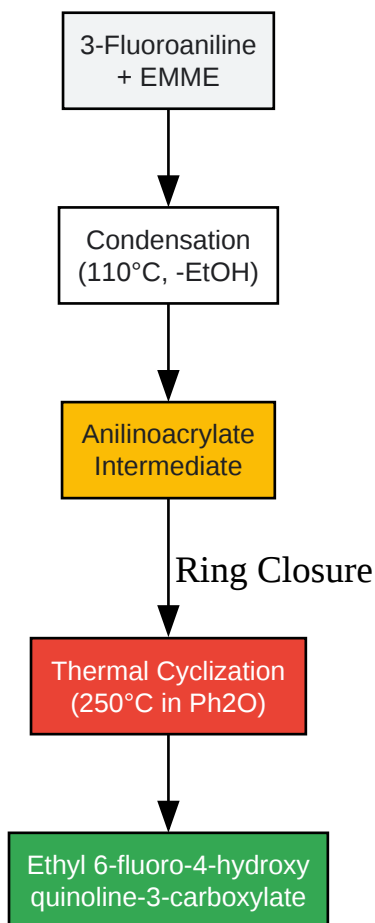 3-Fluoroaniline
+ EMME
Condensation
(110°C, -EtOH)
Anilinoacrylate
Intermediate
Ring Closure
Thermal Cyclization
(250°C in Ph2O)
Ethyl 6-fluoro-4-hydroxy
quinoline-3-carboxylate